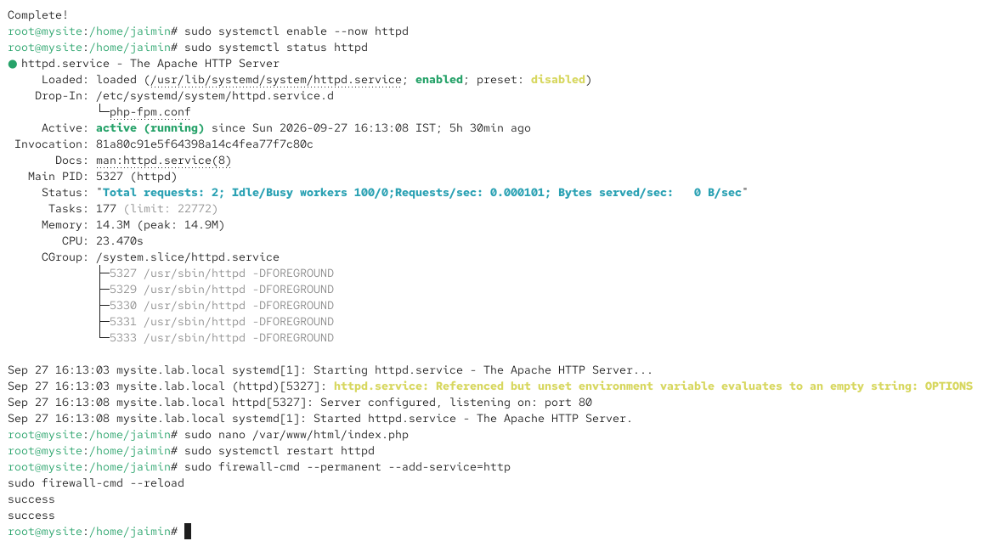 Complete!
root@mysite:/home/jaimin# sudo systemctl enable --now httpd
root@mysite:/home/jaimin# sudo systemctl status httpd
● httpd.service - The Apache HTTP Server
     Loaded: loaded (/usr/lib/systemd/system/httpd.service; enabled; preset: disabled)
    Drop-In: /etc/systemd/system/httpd.service.d
             └─php-fpm.conf
     Active: active (running) since Sun 2026-09-27 16:13:08 IST; 5h 30min ago
 Invocation: 81a80c91e5f64398a14c4fea77f7c80c
       Docs: man:httpd.service(8)
   Main PID: 5327 (httpd)
     Status: "Total requests: 2; Idle/Busy workers 100/0;Requests/sec: 0.000101; Bytes served/sec:   0 B/sec"
      Tasks: 177 (limit: 22772)
     Memory: 14.3M (peak: 14.9M)
        CPU: 23.470s
     CGroup: /system.slice/httpd.service
             ├─5327 /usr/sbin/httpd -DFOREGROUND
             ├─5329 /usr/sbin/httpd -DFOREGROUND
             ├─5330 /usr/sbin/httpd -DFOREGROUND
             ├─5331 /usr/sbin/httpd -DFOREGROUND
             └─5333 /usr/sbin/httpd -DFOREGROUND

Sep 27 16:13:03 mysite.lab.local systemd[1]: Starting httpd.service - The Apache HTTP Server...
Sep 27 16:13:03 mysite.lab.local (httpd)[5327]: httpd.service: Referenced but unset environment variable evaluates to an empty string: OPTIONS
Sep 27 16:13:08 mysite.lab.local httpd[5327]: Server configured, listening on: port 80
Sep 27 16:13:08 mysite.lab.local systemd[1]: Started httpd.service - The Apache HTTP Server.
root@mysite:/home/jaimin# sudo nano /var/www/html/index.php
root@mysite:/home/jaimin# sudo systemctl restart httpd
root@mysite:/home/jaimin# sudo firewall-cmd --permanent --add-service=http
sudo firewall-cmd --reload
success
success
root@mysite:/home/jaimin#